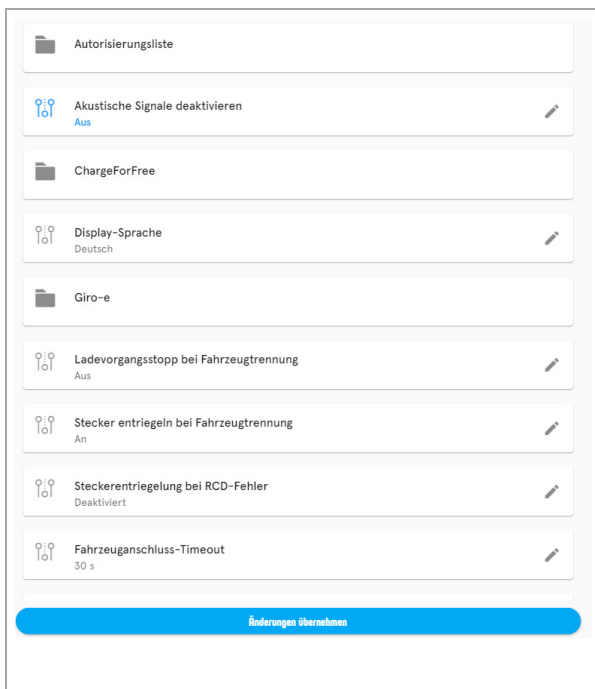 Autorisierungsliste
Akustische Signale deaktivieren
Aus
ChargeForFree
Display-Sprache
Deutsch
Giro-e
Ladevorgangsstopp bei Fahrzeugtrennung
Aus
Stecker entriegeln bei Fahrzeugtrennung
An
Steckerentriegelung bei RCD-Fehler
Deaktiviert
Fahrzeuganschluss-Timeout
30 s
Änderungen übernehmen